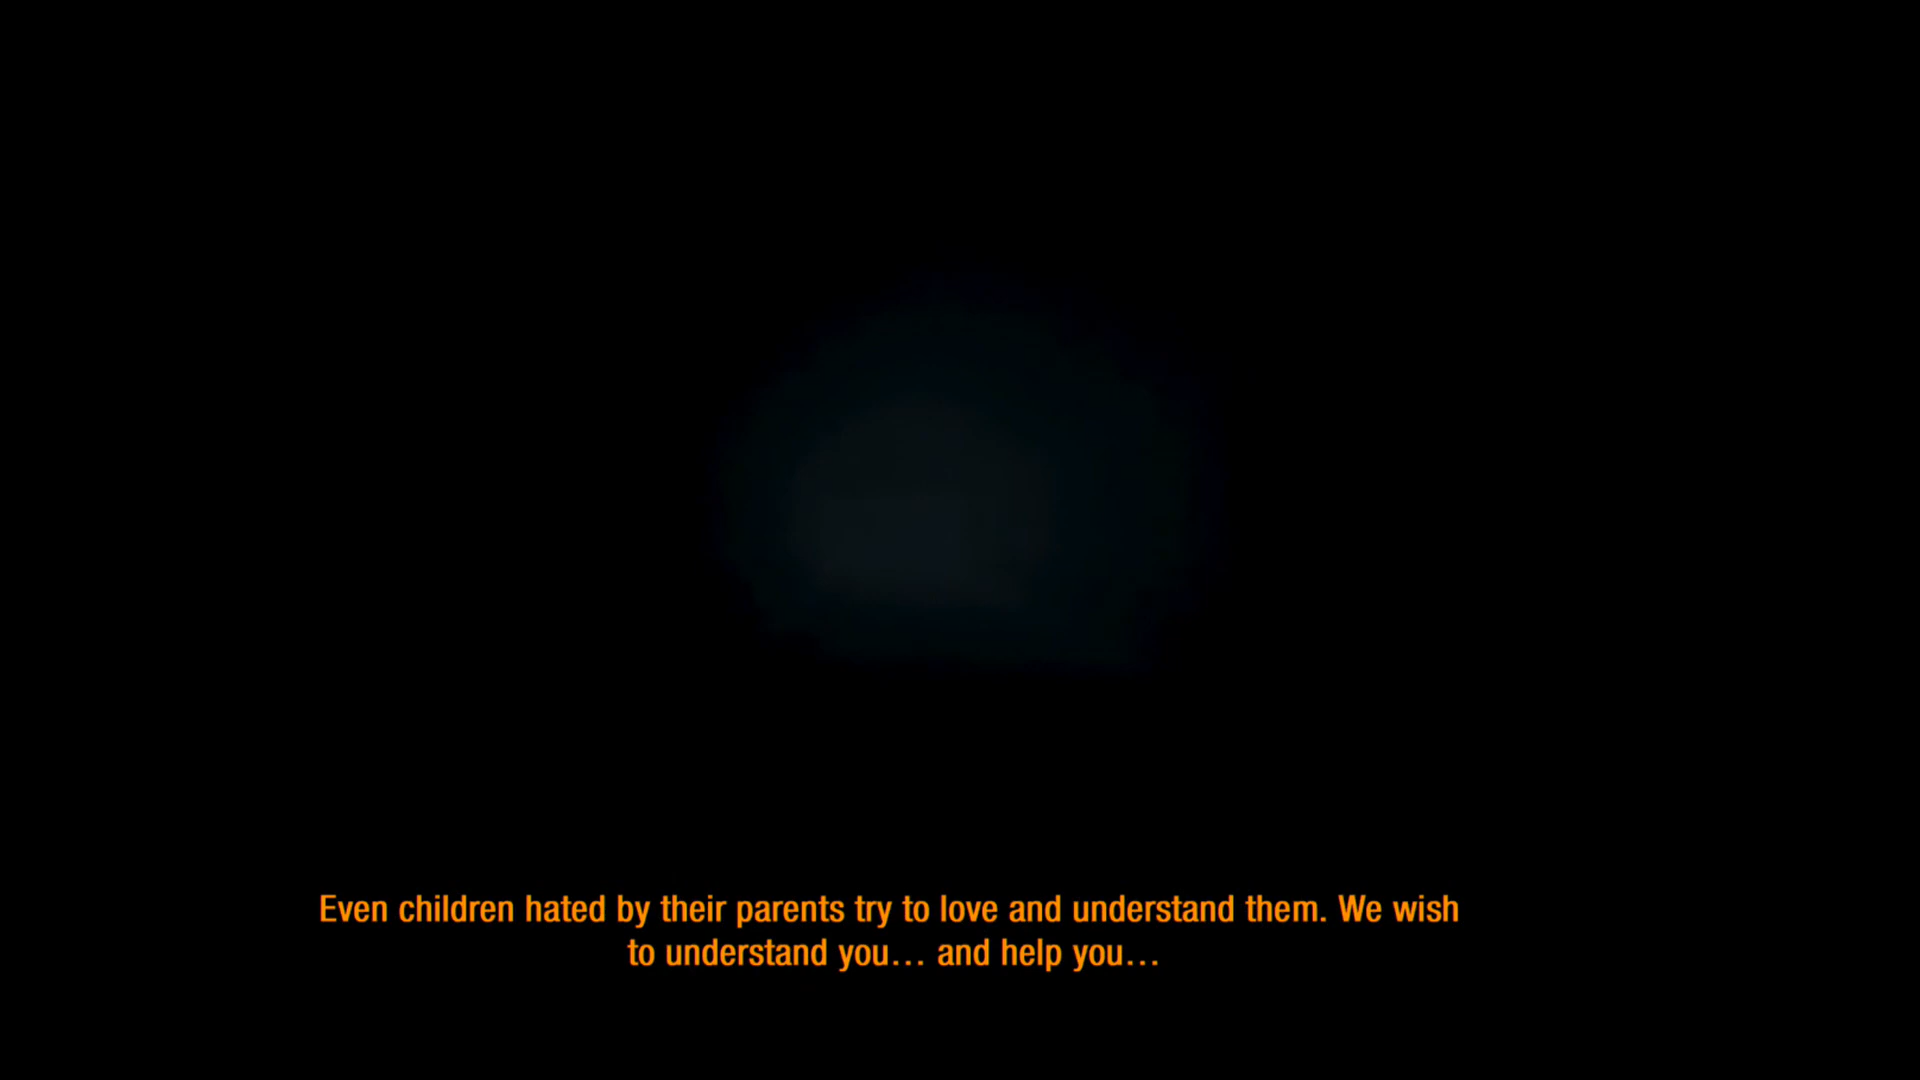 Even children hated by their parents try to love and understand them. We wish
to understand you… and help you…